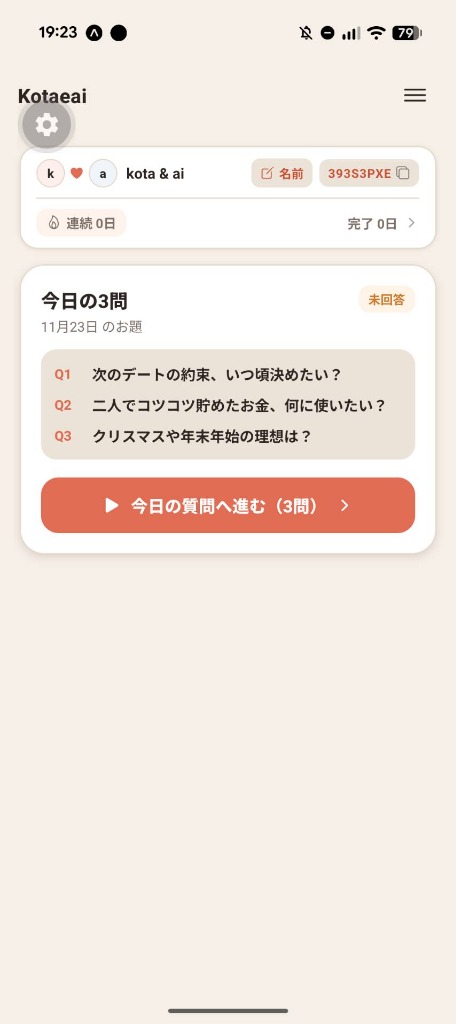 19:23
79
Kotaeai
k a kota & ai 名前 393S3PXE
連続 0日 完了 0日
今日の3問 未回答
11月23日 のお題
Q1 次のデートの約束、いつ頃決めたい？
Q2 二人でコツコツ貯めたお金、何に使いたい？
Q3 クリスマスや年末年始の理想は？
今日の質問へ進む（3問）